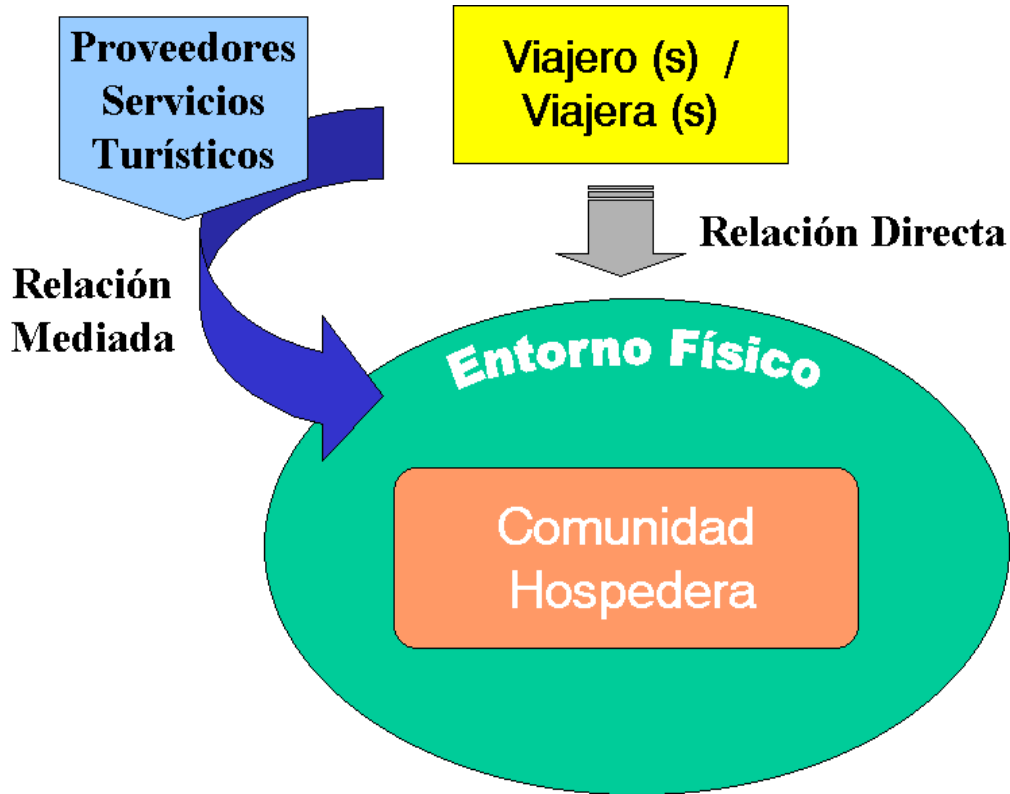 Proveedores
Servicios
Turísticos
Viajero (s) /
Viajera (s)
Relación Directa
Relación
Mediada
Entorno Físico
Comunidad
Hospedera